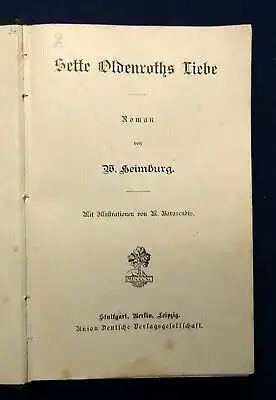 Sette Oldenroths Liebe
Roman
von
W. Heimburg.
Mit Illustrationen von
Stuttgart, Berlin, Leipzig.
Union Deutsche Verlagsgesellschaft.